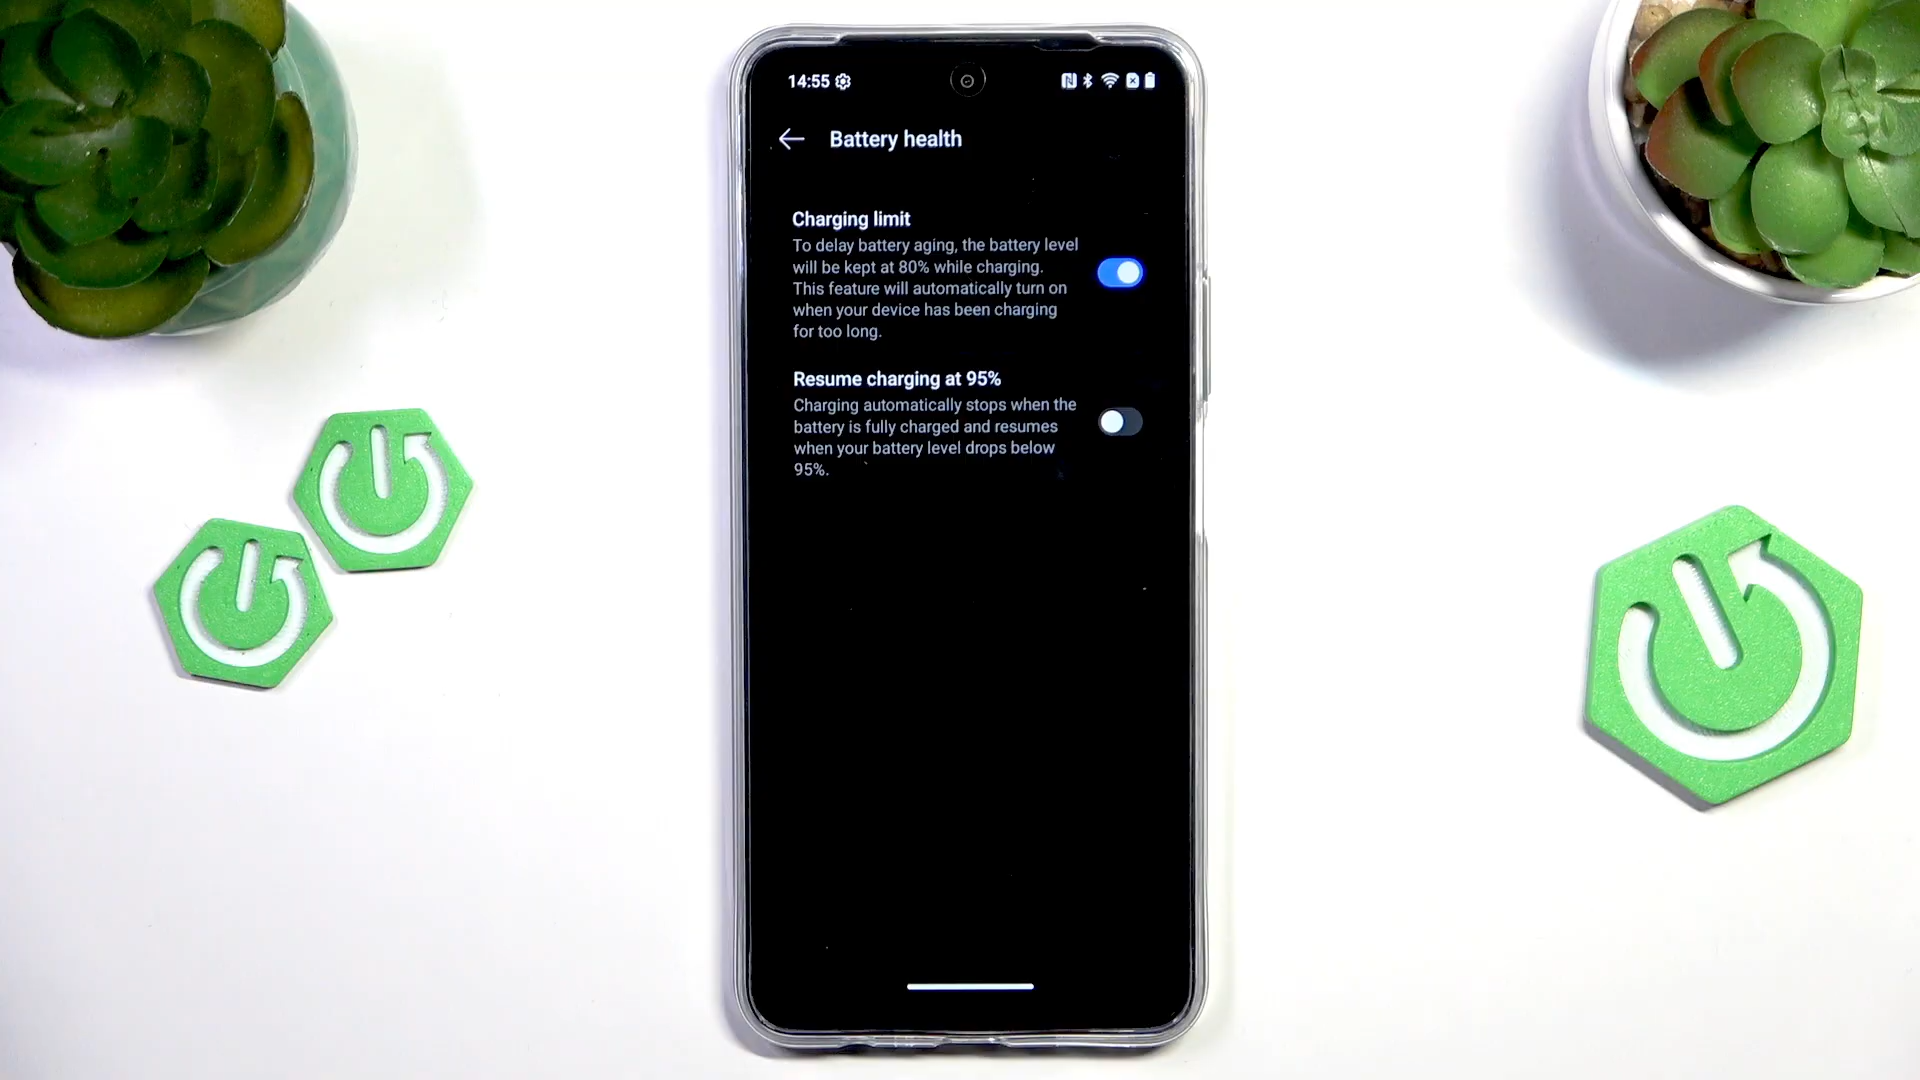 14:55
Battery health
Charging limit
To delay battery aging, the battery level
will be kept at 80% while charging.
This feature will automatically turn on
when your device has been charging
for too long.
Resume charging at 95%
Charging automatically stops when the
battery is fully charged and resumes
when your battery level drops below
95%.